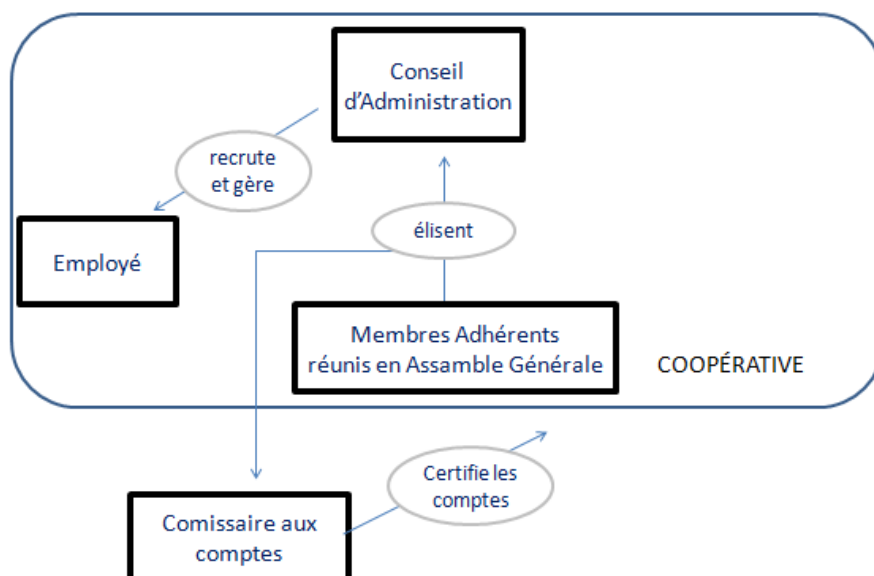 Conseil
d'Administration
recrute
et gère
élisent
Employé
Membres Adhérents
réunis en Assamble Générale
COOPÉRATIVE
Certifie les
comptes
Comissaire aux
comptes